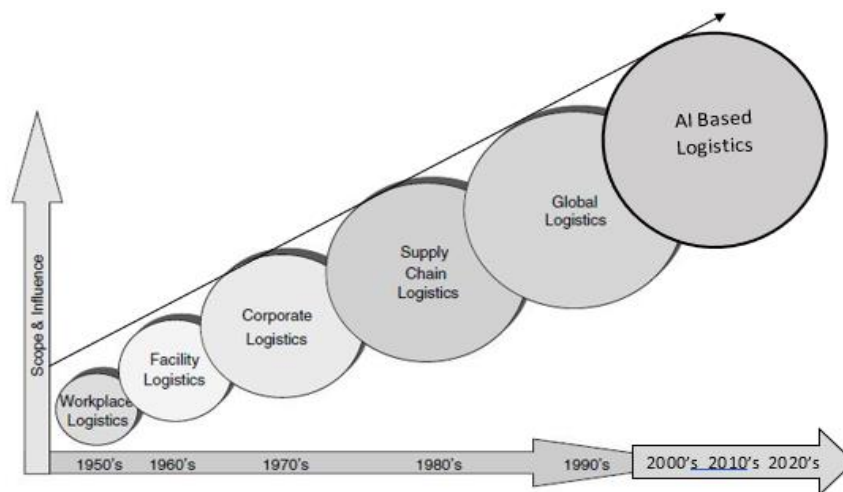 AI Based
Logistics
Global
Logistics
Supply
Chain
Logistics
Corporate
Logistics
Facility
Logistics
Workplace
Logistics
Scope & Influence
1950's 1960's 1970's 1980's 1990's 2000's 2010's 2020's